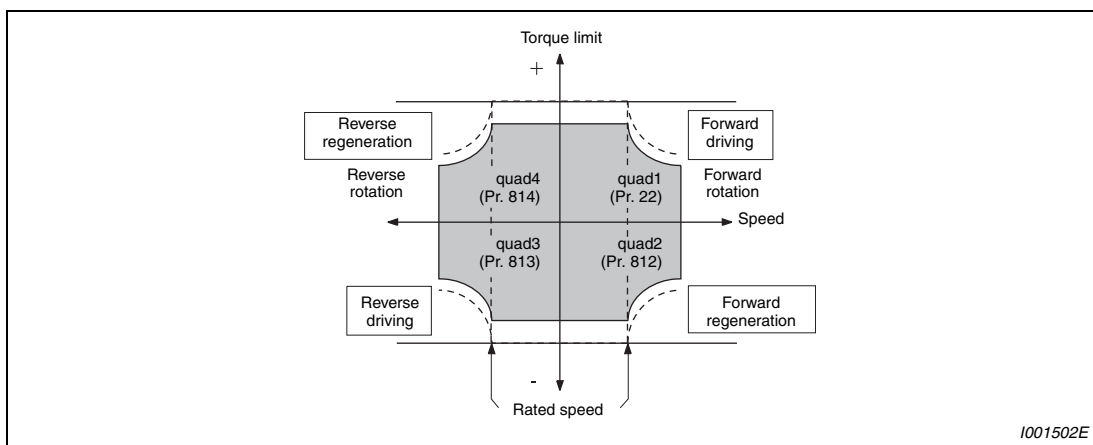 Torque limit
+
Reverse
regeneration
Forward
driving
Reverse
rotation
quad4
(Pr. 814)
quad1
(Pr. 22)
Forward
rotation
Speed
quad3
(Pr. 813)
quad2
(Pr. 812)
Reverse
driving
Forward
regeneration
-
Rated speed
I001502E